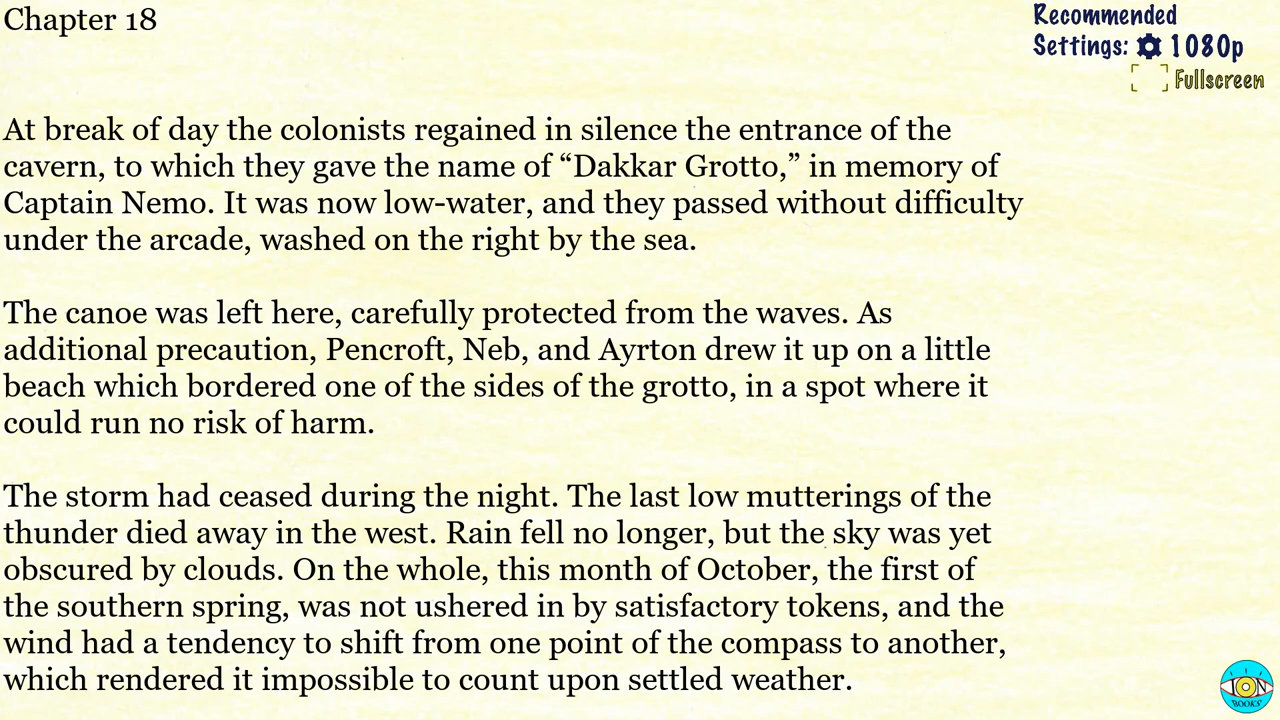 Chapter 18
Recommended
Settings: 1080p
Fullscreen
At break of day the colonists regained in silence the entrance of the
cavern, to which they gave the name of “Dakkar Grotto,” in memory of
Captain Nemo. It was now low-water, and they passed without difficulty
under the arcade, washed on the right by the sea.
The canoe was left here, carefully protected from the waves. As
additional precaution, Pencroft, Neb, and Ayrton drew it up on a little
beach which bordered one of the sides of the grotto, in a spot where it
could run no risk of harm.
The storm had ceased during the night. The last low mutterings of the
thunder died away in the west. Rain fell no longer, but the sky was yet
obscured by clouds. On the whole, this month of October, the first of
the southern spring, was not ushered in by satisfactory tokens, and the
wind had a tendency to shift from one point of the compass to another,
which rendered it impossible to count upon settled weather.
ION
BOOKS